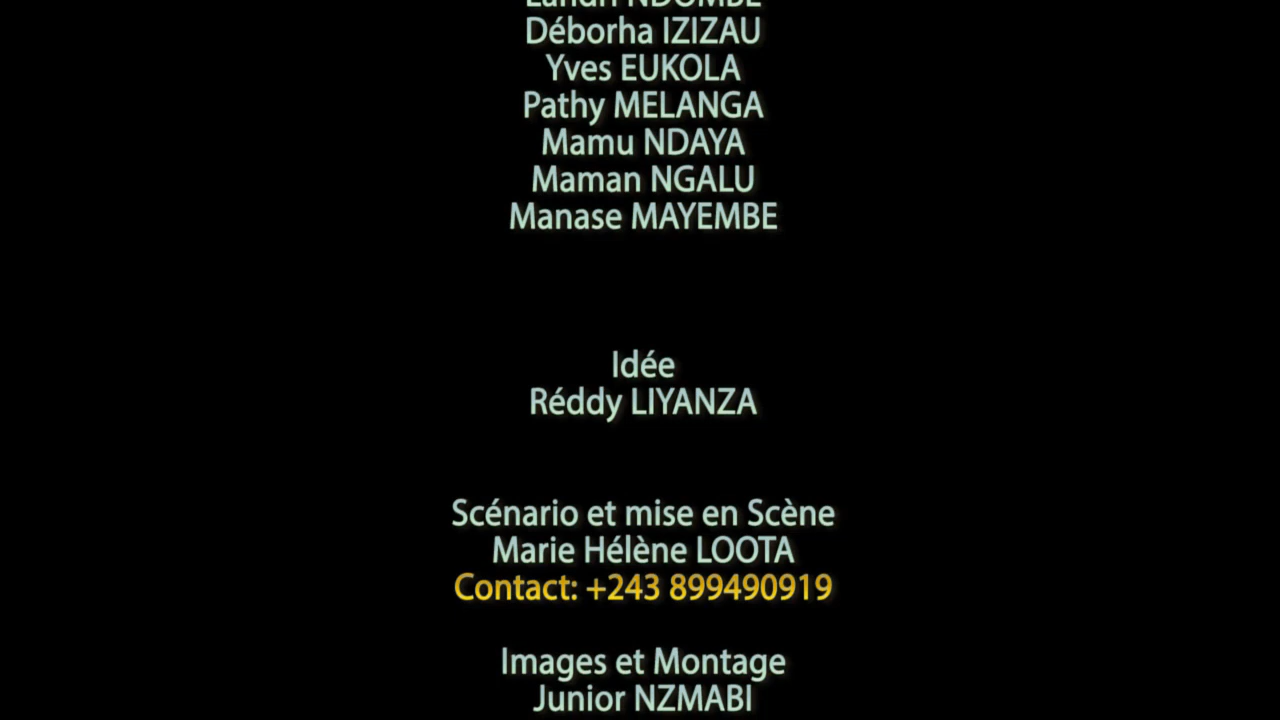 Déborha IZIZAU
Yves EUKOLA
Pathy MELANGA
Mamu NDAYA
Maman NGALU
Manase MAYEMBE
Idée
Réddy LIYANZA
Scénario et mise en Scène
Marie Hélène LOOTA
Contact: +243 899490919
Images et Montage
Junior NZMABI